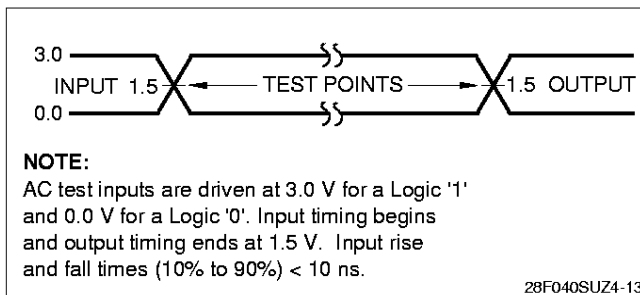 3.0
INPUT 1.5 TEST POINTS 1.5 OUTPUT
0.0
NOTE:
AC test inputs are driven at 3.0 V for a Logic '1'
and 0.0 V for a Logic '0'. Input timing begins
and output timing ends at 1.5 V. Input rise
and fall times (10% to 90%) < 10 ns.
28F040SUZ4-13